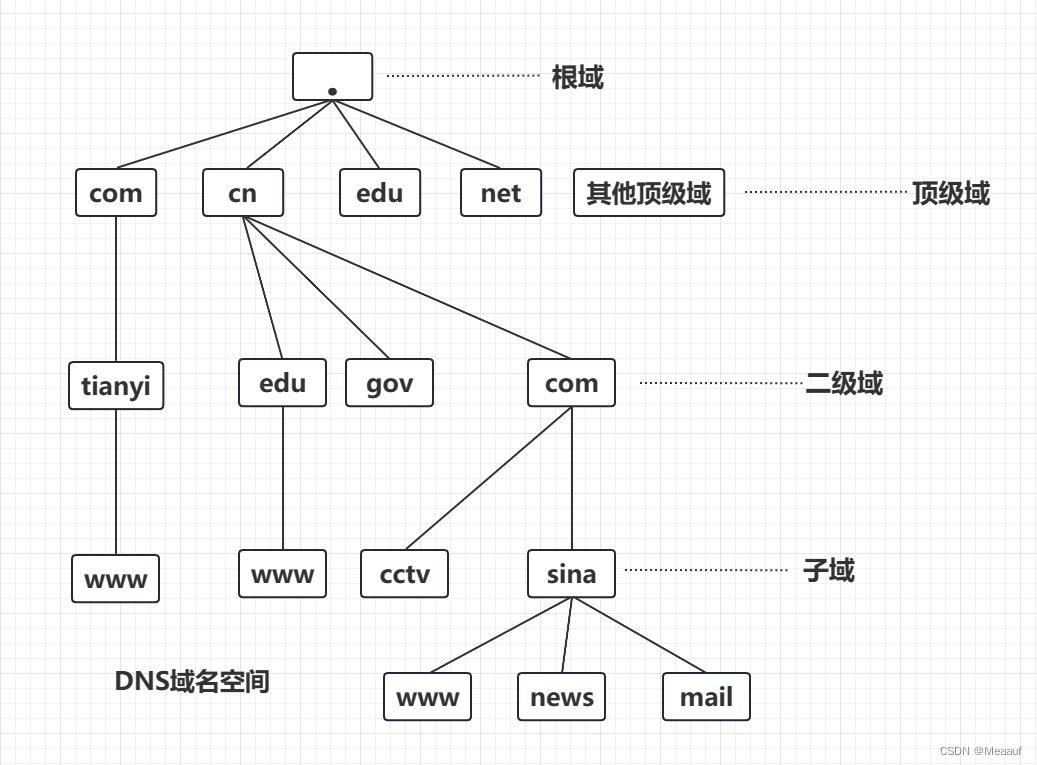 .
根域
com
cn
edu
net
其他顶级域
顶级域
tianyi
edu
gov
com
二级域
www
www
cctv
sina
子域
DNS域名空间
www
news
mail
CSDN @Meaauf